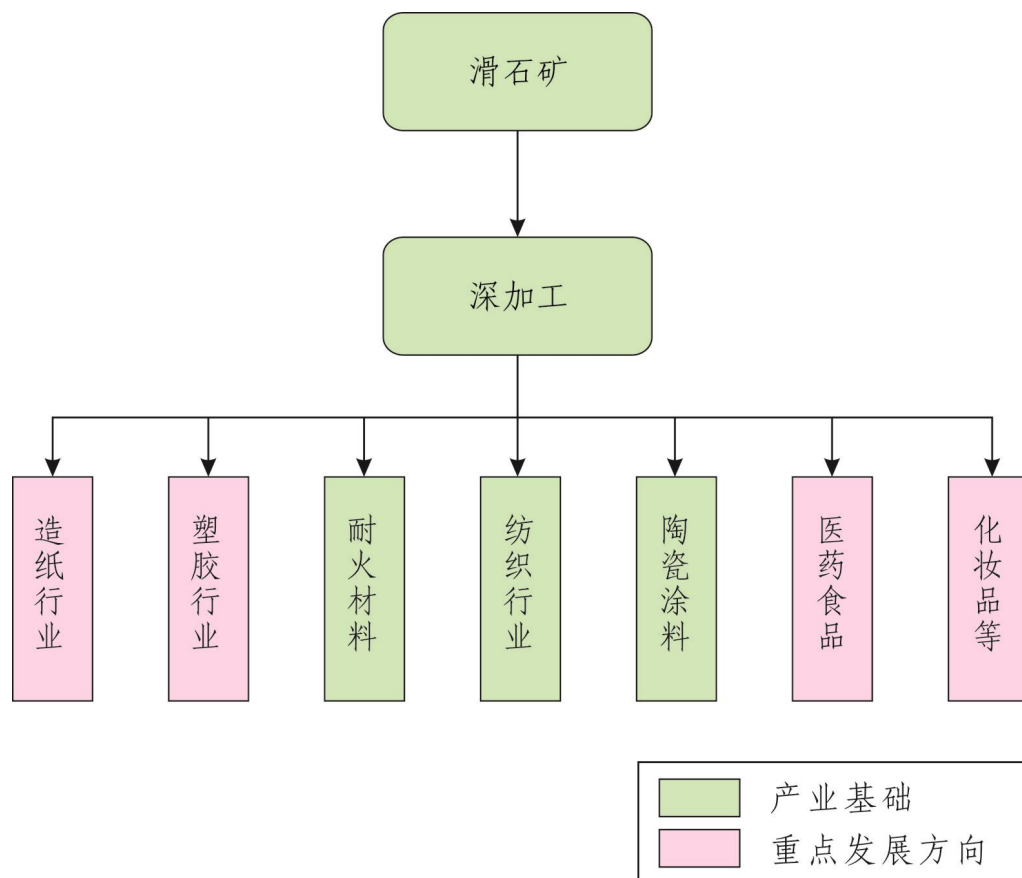 滑石矿
深加工
造纸行业
塑胶行业
耐火材料
纺织行业
陶瓷涂料
医药食品
化妆品等
产业基础
重点发展方向